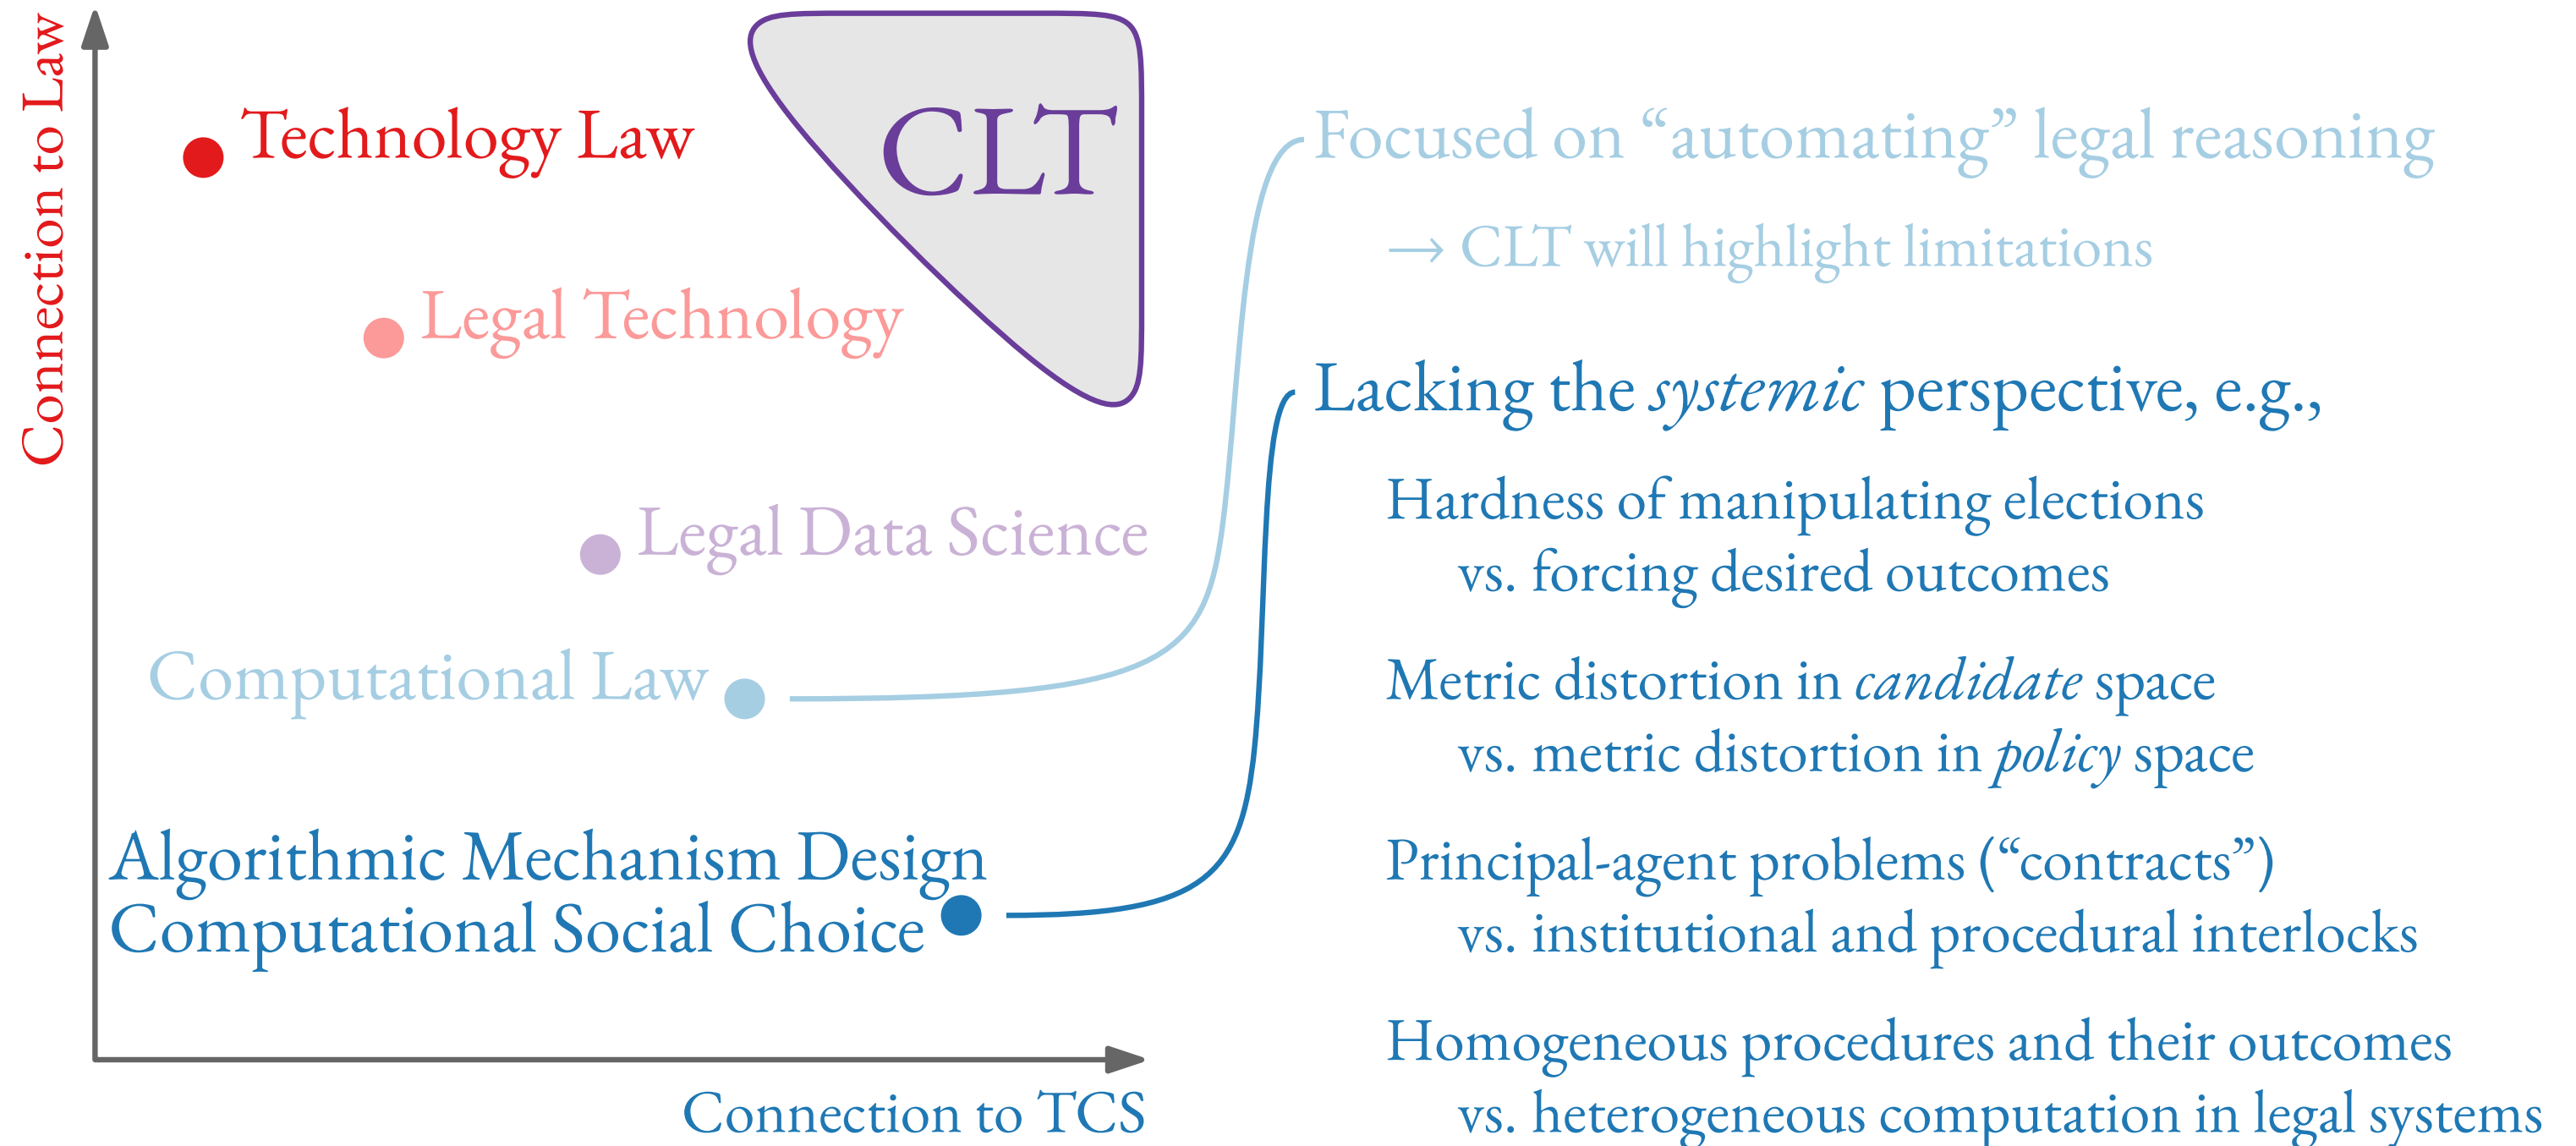 Connection to Law
Technology Law
CLT
Legal Technology
Legal Data Science
Computational Law
Algorithmic Mechanism Design
Computational Social Choice
Connection to TCS
Focused on “automating” legal reasoning
→ CLT will highlight limitations
Lacking the systemic perspective, e.g.,
Hardness of manipulating elections
vs. forcing desired outcomes
Metric distortion in candidate space
vs. metric distortion in policy space
Principal-agent problems (“contracts”)
vs. institutional and procedural interlocks
Homogeneous procedures and their outcomes
vs. heterogeneous computation in legal systems